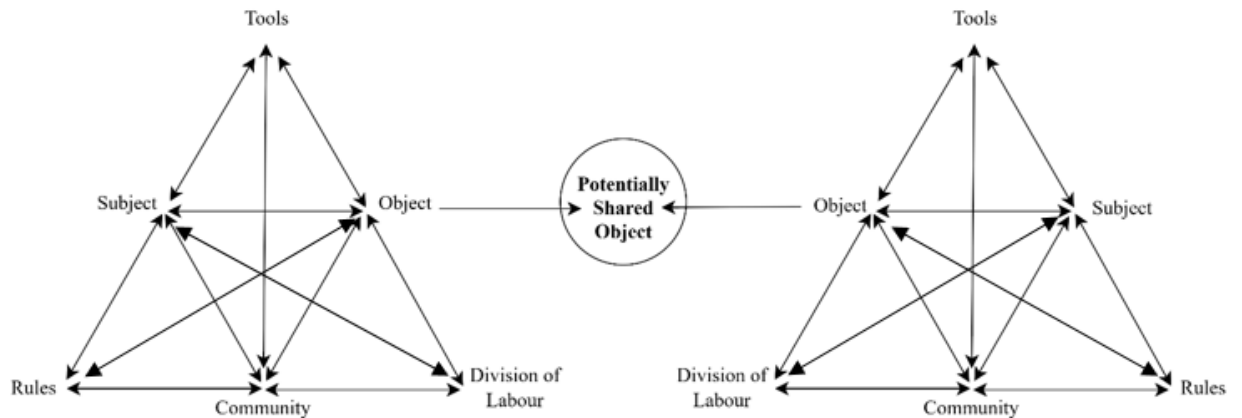 Tools
Tools
Potentially
Shared
Object
Subject
Object
Object
Subject
Rules
Community
Division of
Labour
Division of
Labour
Community
Rules